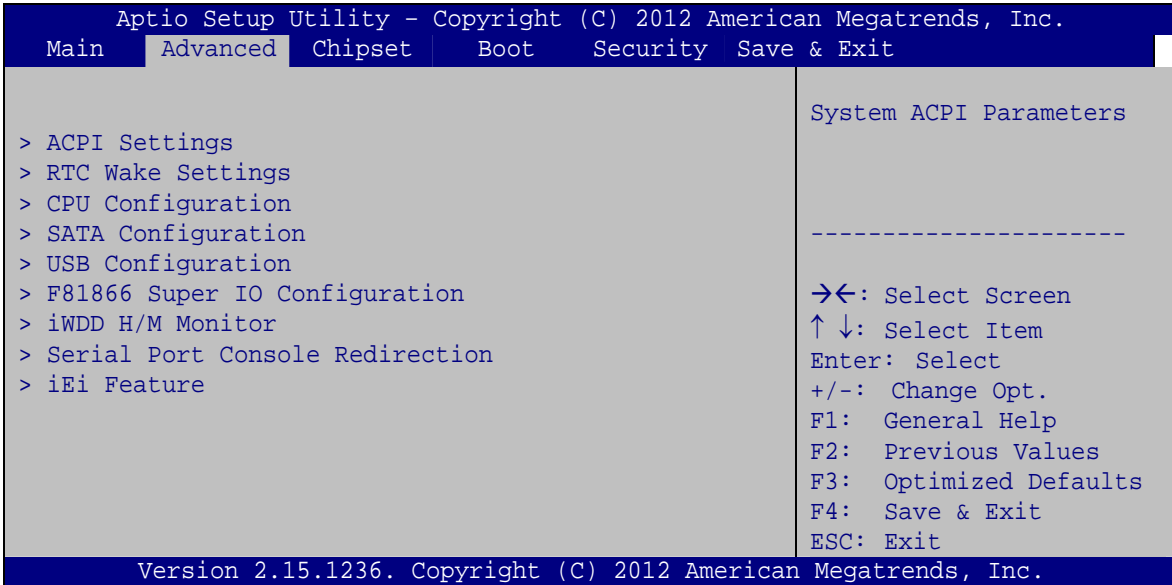 Aptio Setup Utility – Copyright (C) 2012 American Megatrends, Inc.
Main Advanced Chipset Boot Security Save & Exit
> ACPI Settings
> RTC Wake Settings
> CPU Configuration
> SATA Configuration
> USB Configuration
> F81866 Super IO Configuration
> iWDD H/M Monitor
> Serial Port Console Redirection
> iEi Feature
System ACPI Parameters
----------------------
→←: Select Screen
↑ ↓: Select Item
Enter: Select
+/-: Change Opt.
F1: General Help
F2: Previous Values
F3: Optimized Defaults
F4: Save & Exit
ESC: Exit
Version 2.15.1236. Copyright (C) 2012 American Megatrends, Inc.